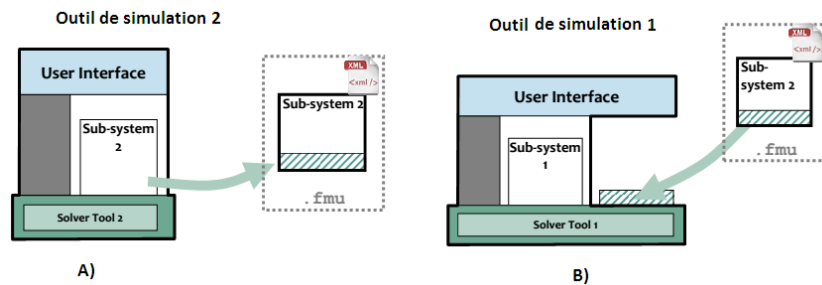 Outil de simulation 2
Outil de simulation 1
XML
<xml />
User Interface
Sub-system 2
Sub-system
2
.fmu
Solver Tool 2
A)
XML
<xml />
Sub-
system 2
User Interface
Sub-system
1
.fmu
Solver Tool 1
B)